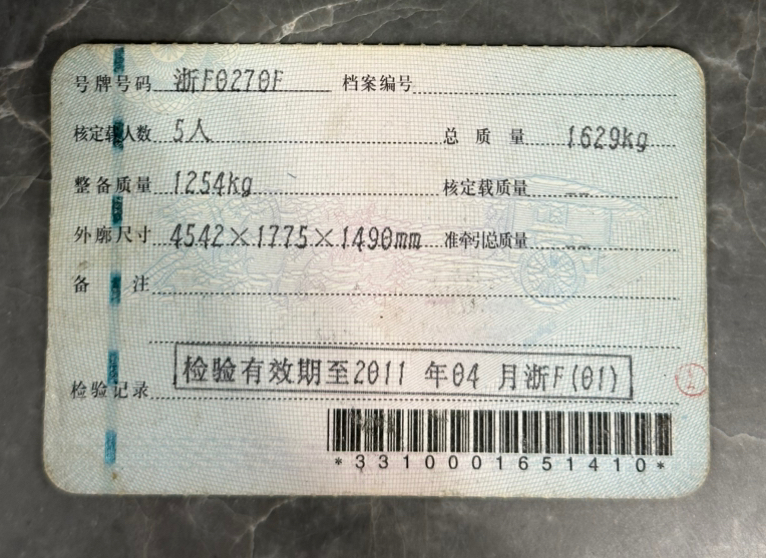 号牌号码 浙F0270F 档案编号
核定载人数 5人 总质量 1629kg
整备质量 1254kg 核定载质量 --
外廓尺寸 4542×1775×1490mm 准牵引总质量 --
备注
检验有效期至2011 年04 月浙F(01)
检验记录
*3310001651410*